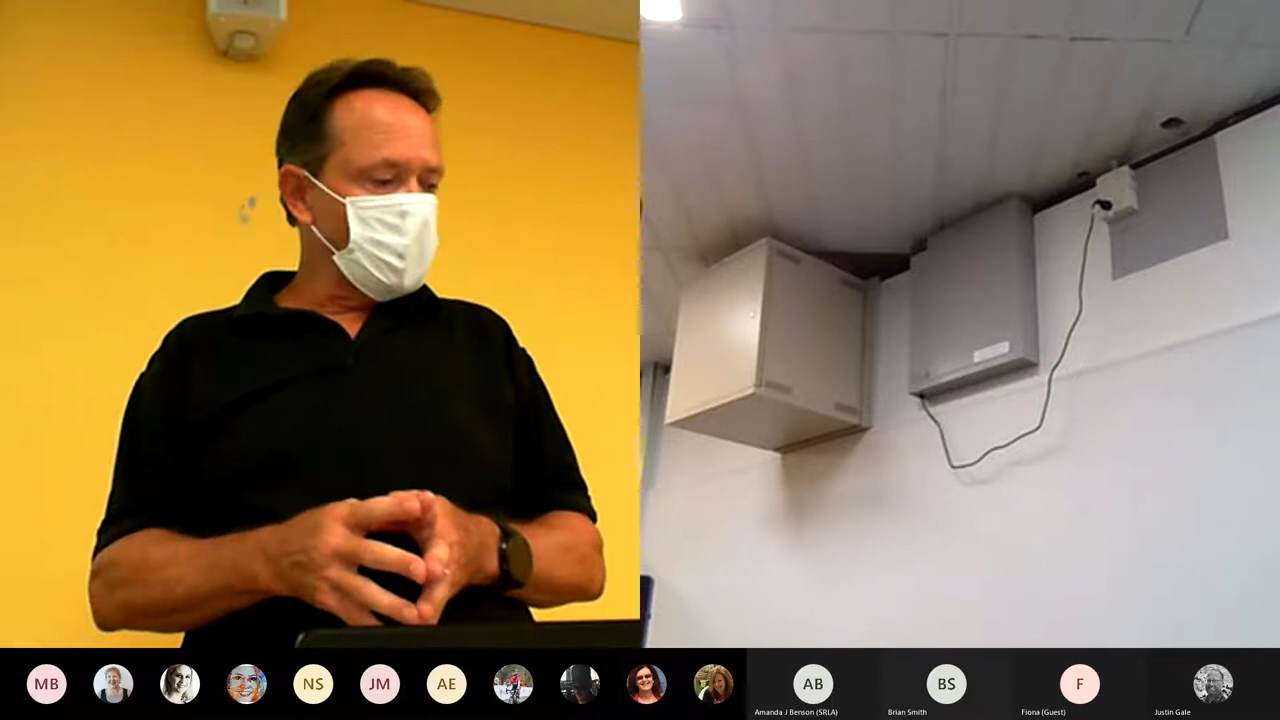 MB
NS
JM
AE
AB
BS
F
Amanda J Benson (SRLA)
Brian Smith
Fiona (Guest)
Justin Gale